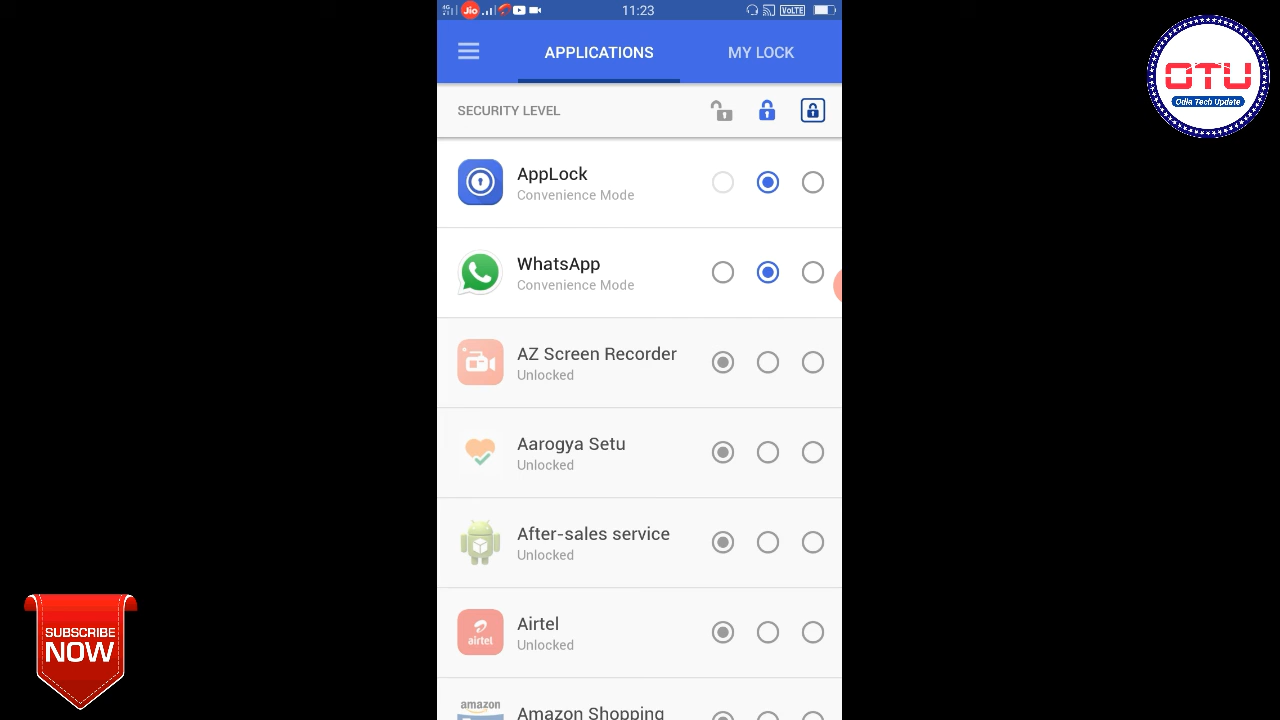 4G Jio 11:23 VoLTE
APPLICATIONS MY LOCK
SECURITY LEVEL
AppLock
Convenience Mode
WhatsApp
Convenience Mode
AZ Screen Recorder
Unlocked
Aarogya Setu
Unlocked
After-sales service
Unlocked
airtel
Airtel
Unlocked
amazon
Amazon Shopping
OTU
Odia Tech Update
SUBSCRIBE
NOW